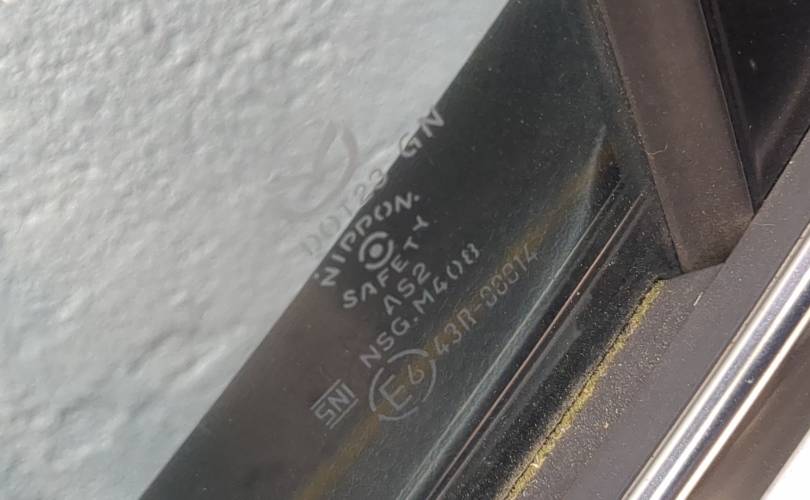 DOT23 GN
NIPPON.
SAFETY
AS2
NSG.M408
E6 43R-00014
SNI